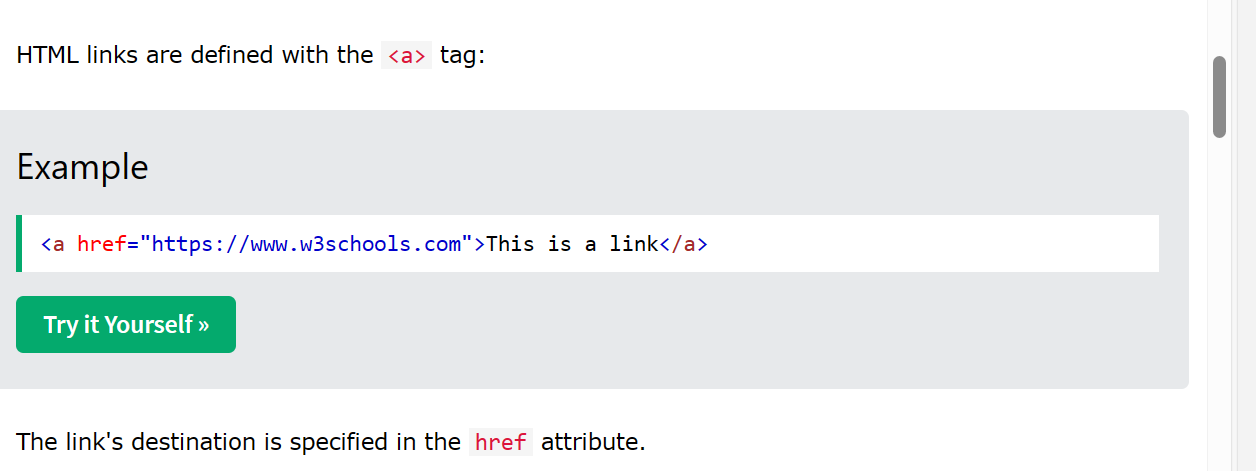 HTML links are defined with the <a> tag:
Example
<a href="https://www.w3schools.com">This is a link</a>
Try it Yourself »
The link's destination is specified in the href attribute.